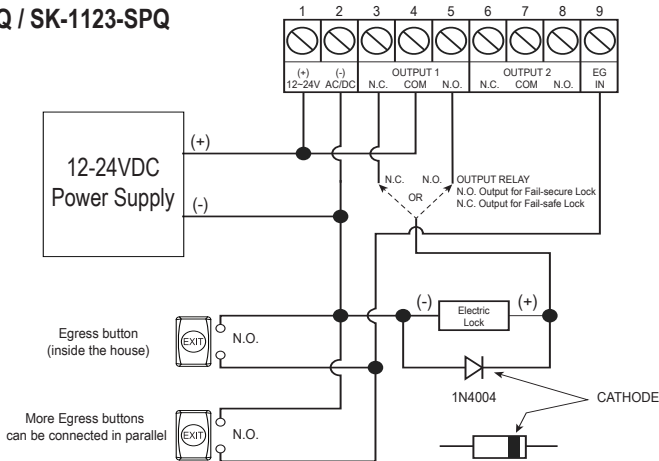 Q / SK-1123-SPQ
1 2 3 4 5 6 7 8 9
(+) (-) OUTPUT 1 OUTPUT 2 EG
12~24V AC/DC N.C. COM N.O. N.C. COM N.O. IN
(+)
12-24VDC
Power Supply
(-)
N.C. N.O.
OR
OUTPUT RELAY
N.O. Output for Fail-secure Lock
N.C. Output for Fail-safe Lock
(-) Electric (+)
Lock
Egress button
(inside the house)
EXIT
N.O.
1N4004
CATHODE
More Egress buttons
can be connected in parallel
EXIT
N.O.